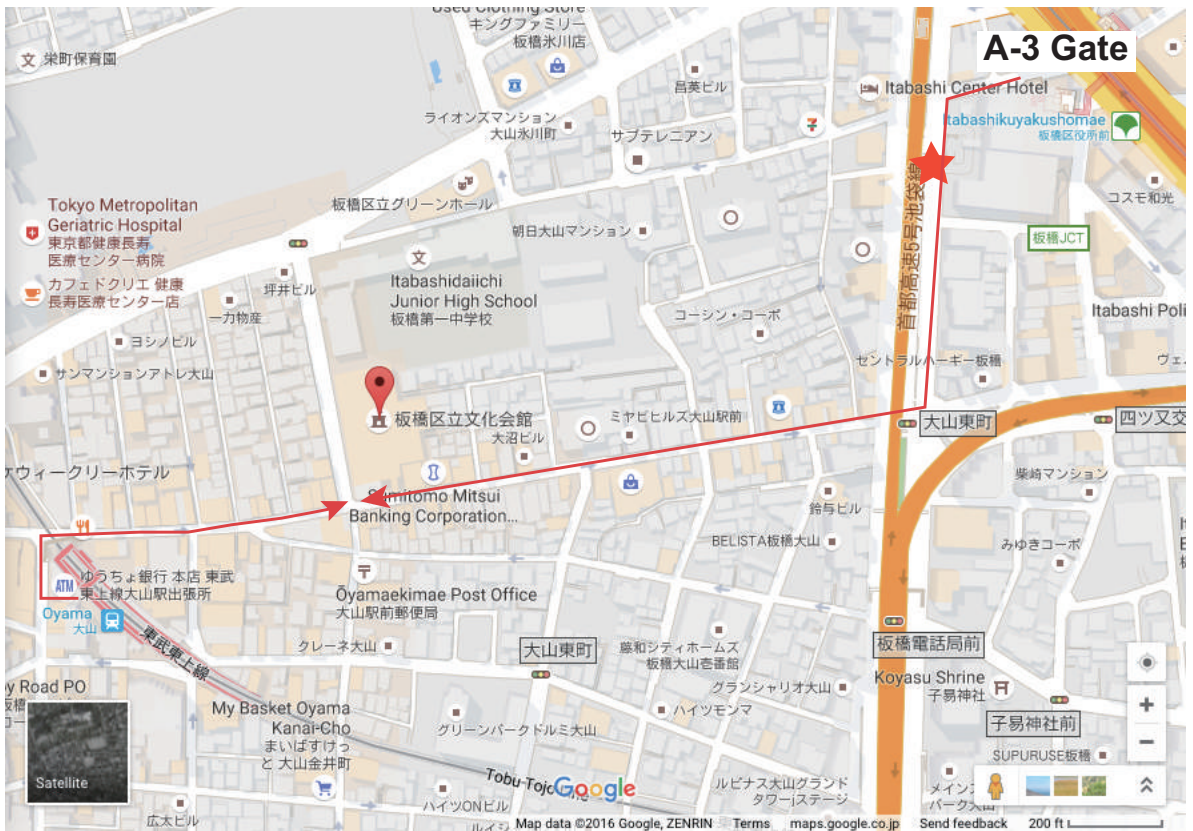 Used Clothing Store
キングファミリー
板橋氷川店
A-3 Gate
栄町保育園
昌英ビル
Itabashi Center Hotel
ライオンズマンション
大山氷川町
サブテレニアン
Itabashikuyakushomae
板橋区役所前
コスモ和光
Tokyo Metropolitan
Geriatric Hospital
東京都健康長寿
医療センター病院
板橋区立グリーンホール
朝日大山マンション
首都高速5号池袋線
板橋JCT
カフェドクリエ 健康
長寿医療センター店
坪井ビル
Itabashidaiichi
Junior High School
板橋第一中学校
一力物産
コーシン・コーポ
Itabashi Poli
ヨシノビル
セントラルハーギー板橋
ヴェ
サンマンションアトレ大山
板橋区立文化会館
大沼ビル
ミヤビヒルズ大山駅前
大山東町
四ツ又交
ケウィークリーホテル
柴崎マンション
Sumitomo Mitsui
Banking Corporation...
鈴与ビル
BELISTA板橋大山
みゆきコーポ
ATM
ゆうちょ銀行 本店 東武
東上線大山駅出張所
Ōyamaekimae Post Office
大山駅前郵便局
Oyama
大山
東武東上線
クレーネ大山
大山東町
藤和シティホームズ
板橋大山壱番館
板橋電話局前
Koyasu Shrine
子易神社
y Road PO
グランシャリオ大山
My Basket Oyama
Kanai-Cho
まいばすけっ
と 大山金井町
グリーンパークドルミ大山
ハイツモンマ
子易神社前
SUPURUSE板橋
Satellite
Tobu-Tojo
Google
ルピナス大山グランド
タワーjステージ
メイン
パーク大山
ハイツONビル
広太ビル
Map data ©2016 Google, ZENRIN
Terms
maps.google.co.jp
Send feedback
200 ft